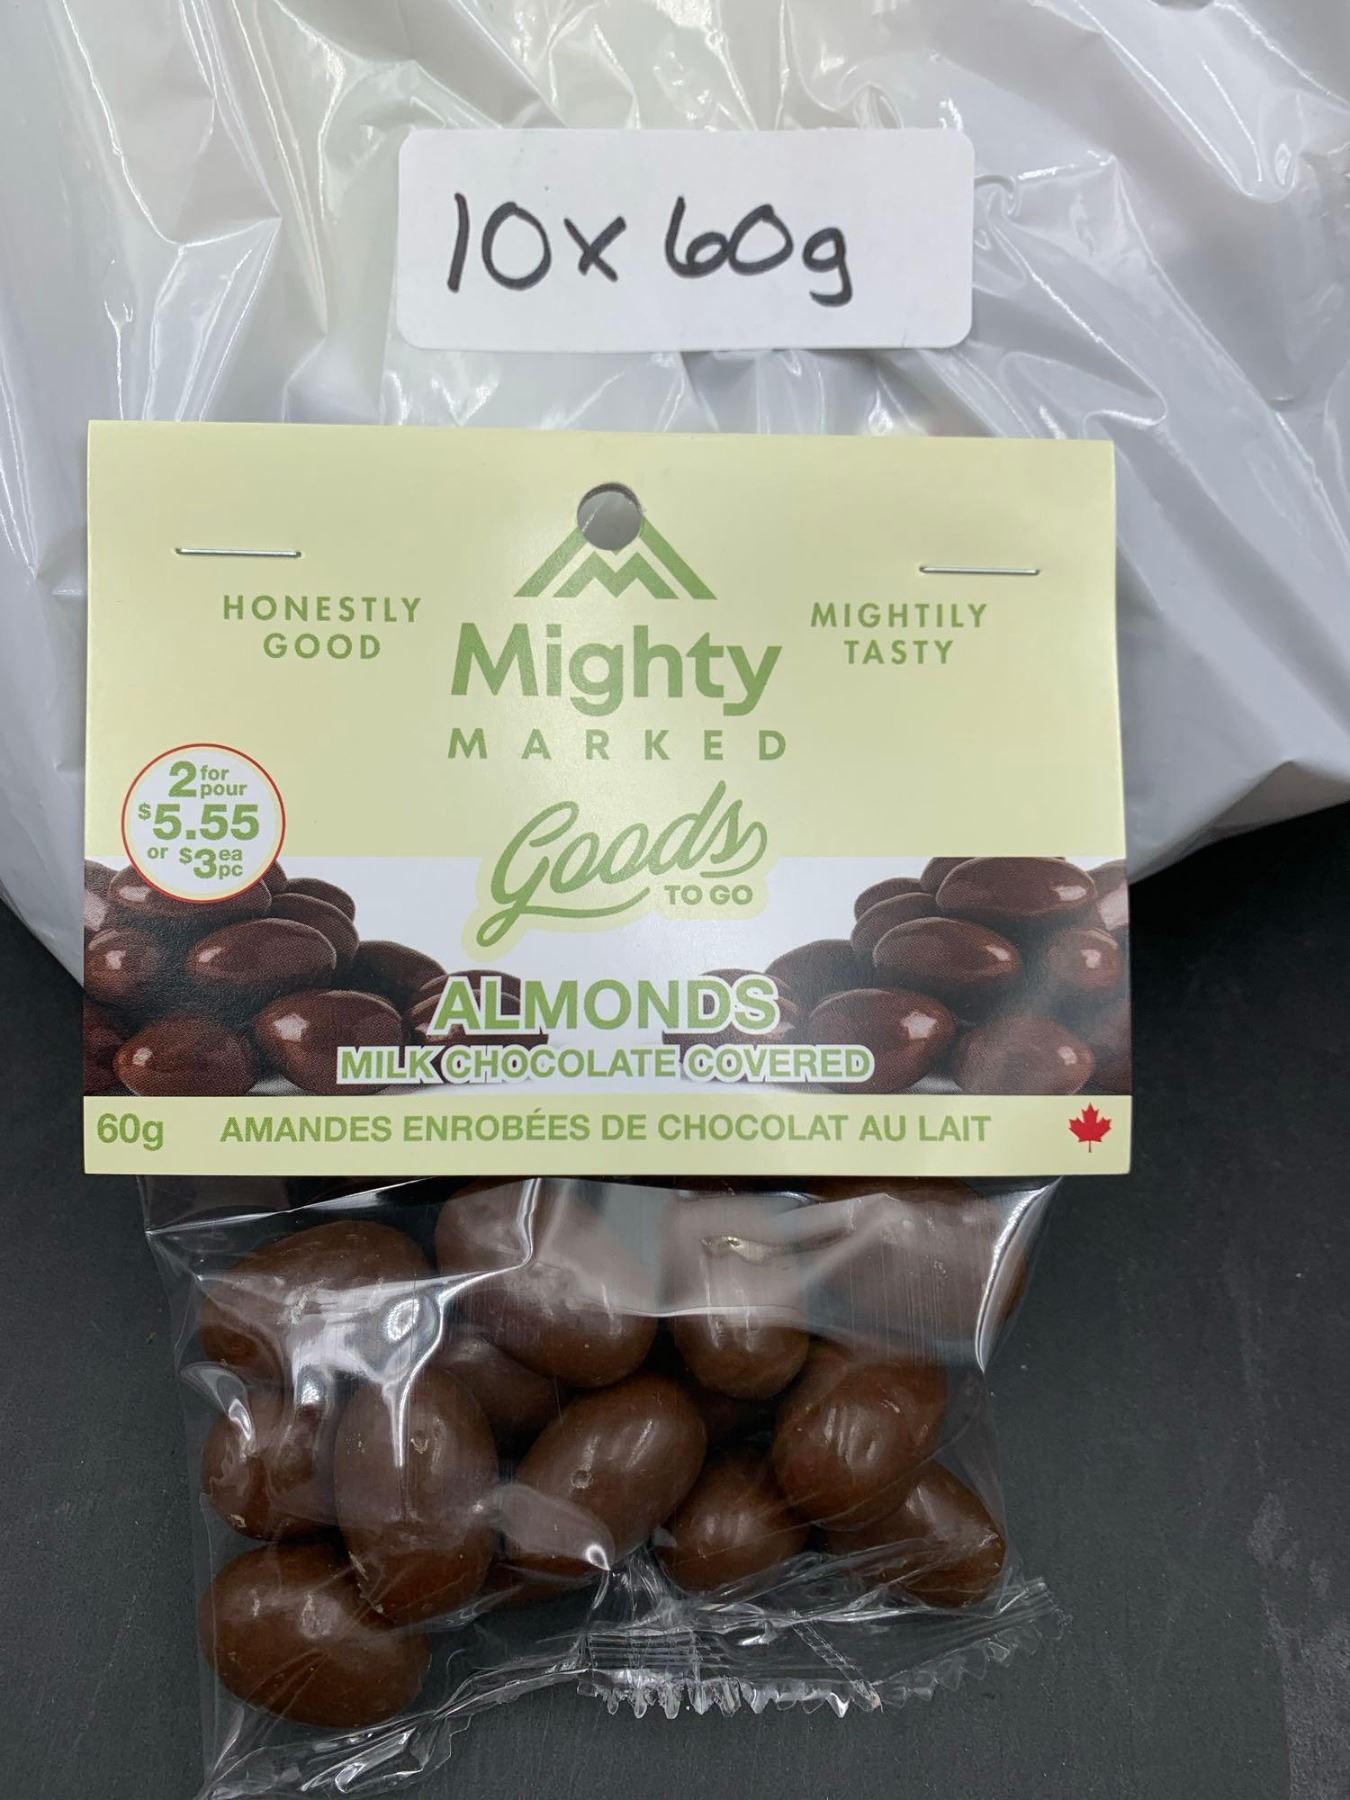 10x60g
HONESTLY
GOOD
Mighty
MARKED
MIGHTILY
TASTY
2 for
pour
$5.55
or $3 ea
pc
Goods
TO GO
ALMONDS
MILK CHOCOLATE COVERED
60g AMANDES ENROBÉES DE CHOCOLAT AU LAIT